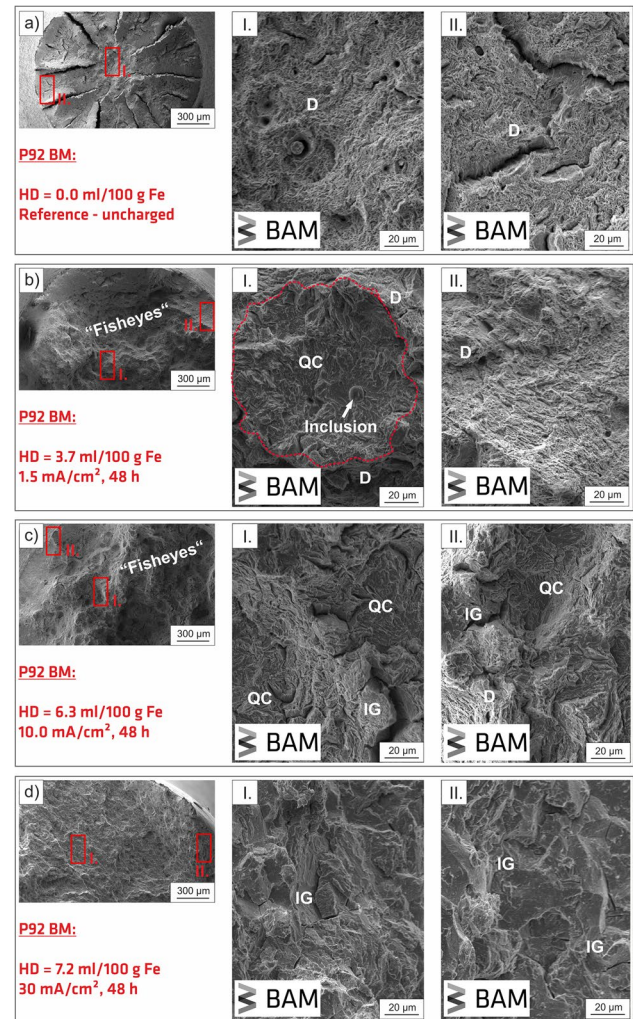 a)
I.
II.
300 µm
I.
D
BAM
20 µm
II.
D
BAM
20 µm
P92 BM:
HD = 0.0 ml/100 g Fe
Reference - uncharged
b)
"Fisheyes"
II.
I.
300 µm
I.
D
QC
Inclusion
D
BAM
20 µm
II.
D
BAM
20 µm
P92 BM:
HD = 3.7 ml/100 g Fe
1.5 mA/cm², 48 h
c)
II.
"Fisheyes"
I.
300 µm
I.
QC
QC
IG
BAM
20 µm
II.
QC
IG
D
BAM
20 µm
P92 BM:
HD = 6.3 ml/100 g Fe
10.0 mA/cm², 48 h
d)
I.
II.
300 µm
I.
IG
BAM
20 µm
II.
IG
IG
BAM
20 µm
P92 BM:
HD = 7.2 ml/100 g Fe
30 mA/cm², 48 h